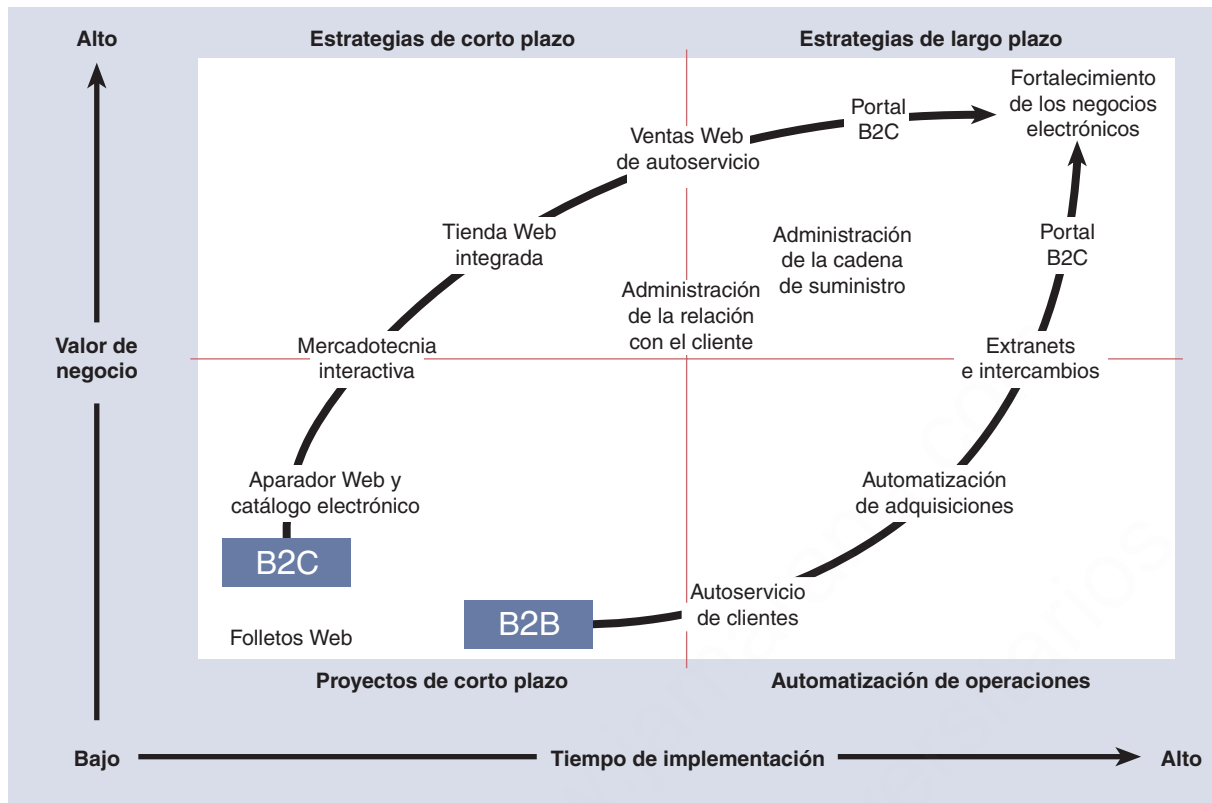 Alto
Estrategias de corto plazo
Estrategias de largo plazo
Fortalecimiento
de los negocios
electrónicos
Portal
B2C
Ventas Web
de autoservicio
Tienda Web
integrada
Administración
de la cadena
de suministro
Portal
B2C
Administración
de la relación
con el cliente
Valor de
negocio
Mercadotecnia
interactiva
Extranets
e intercambios
Aparador Web y
catálogo electrónico
Automatización
de adquisiciones
B2C
Autoservicio
de clientes
B2B
Folletos Web
Proyectos de corto plazo
Automatización de operaciones
Bajo
Tiempo de implementación
Alto